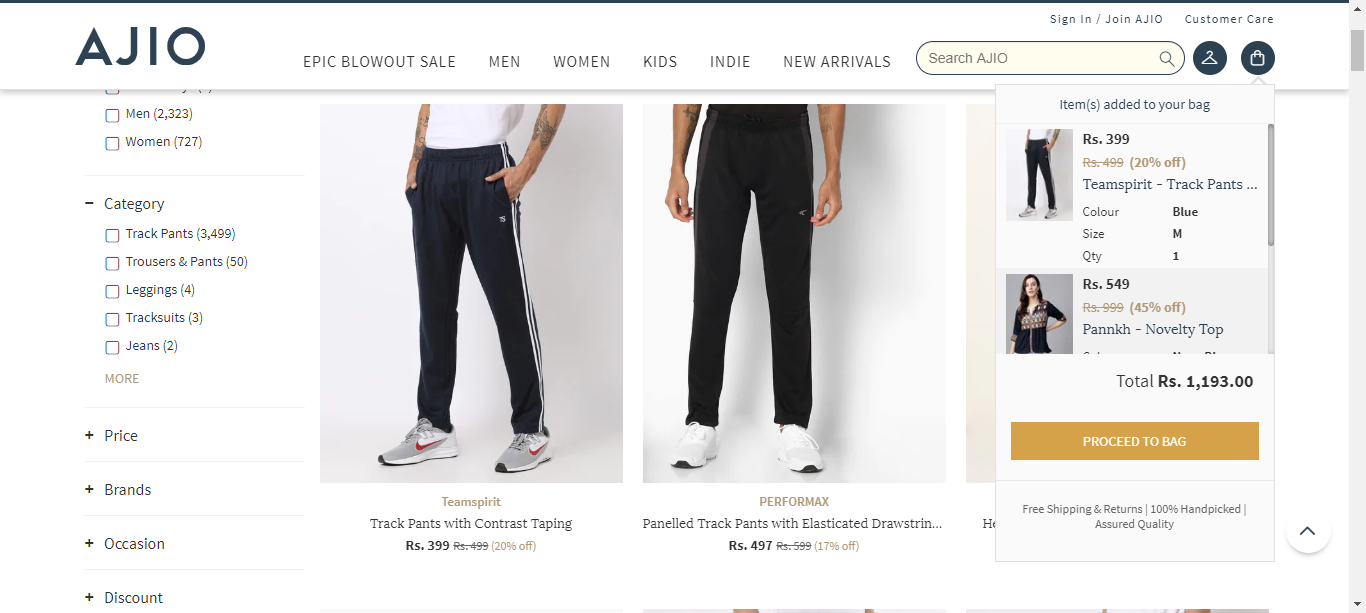 Sign In / Join AJIO
Customer Care
AJIO
EPIC BLOWOUT SALE
MEN
WOMEN
KIDS
INDIE
NEW ARRIVALS
Search AJIO
Men (2,323)
Women (727)
− Category
Track Pants (3,499)
Trousers & Pants (50)
Leggings (4)
Tracksuits (3)
Jeans (2)
MORE
+ Price
+ Brands
+ Occasion
+ Discount
Teamspirit
Track Pants with Contrast Taping
Rs. 399 Rs. 499 (20% off)
PERFORMAX
Panelled Track Pants with Elasticated Drawstrin...
Rs. 497 Rs. 599 (17% off)
Item(s) added to your bag
Rs. 399
Rs. 499 (20% off)
Teamspirit - Track Pants ...
Colour Blue
Size M
Qty 1
Rs. 549
Rs. 999 (45% off)
Pannkh - Novelty Top
Total Rs. 1,193.00
PROCEED TO BAG
Free Shipping & Returns | 100% Handpicked |
Assured Quality